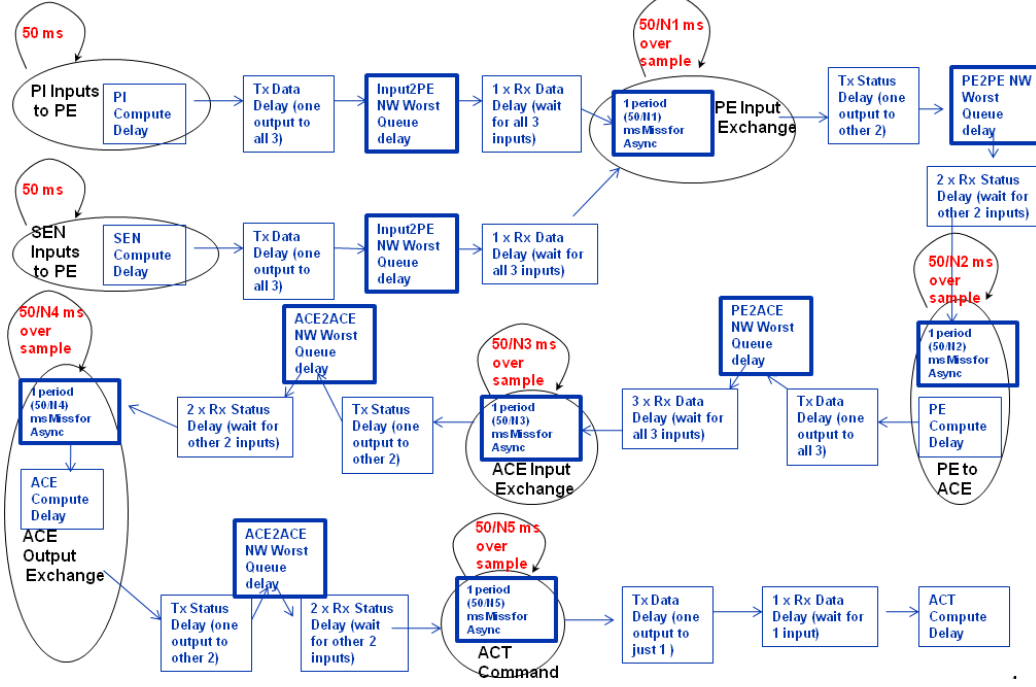 50 ms
PI Inputs
to PE
PI
Compute
Delay
Tx Data
Delay (one
output to
all 3)
Input2PE
NW Worst
Queue
delay
1 x Rx Data
Delay (wait
for all 3
inputs)
50/N1 ms
over
sample
1 period
(50/N1)
ms Miss for
Async
PE Input
Exchange
Tx Status
Delay (one
output to
other 2)
PE2PE NW
Worst
Queue
delay
2 x Rx Status
Delay (wait for
other 2 inputs)
50 ms
SEN
Inputs
to PE
SEN
Compute
Delay
Tx Data
Delay (one
output to
all 3)
Input2PE
NW Worst
Queue
delay
1 x Rx Data
Delay (wait for
all 3 inputs)
50/N2 ms
over
sample
1 period
(50/N2)
ms Miss for
Async
PE
Compute
Delay
PE to
ACE
Tx Data
Delay (one
output to
all 3)
PE2ACE
NW Worst
Queue
delay
3 x Rx Data
Delay (wait for
all 3 inputs)
50/N3 ms
over
sample
1 period
(50/N3)
ms Miss for
Async
ACE Input
Exchange
Tx Status
Delay (one
output to
other 2)
ACE2ACE
NW Worst
Queue
delay
2 x Rx Status
Delay (wait for
other 2 inputs)
50/N4 ms
over
sample
1 period
(50/N4)
ms Miss for
Async
ACE
Compute
Delay
ACE
Output
Exchange
Tx Status
Delay (one
output to
other 2)
ACE2ACE
NW Worst
Queue
delay
2 x Rx Status
Delay (wait
for other 2
inputs)
50/N5 ms
over
sample
1 period
(50/N5)
ms Miss for
Async
ACT
Command
Tx Data
Delay (one
output to
just 1 )
1 x Rx Data
Delay (wait for
1 input)
ACT
Compute
Delay
.